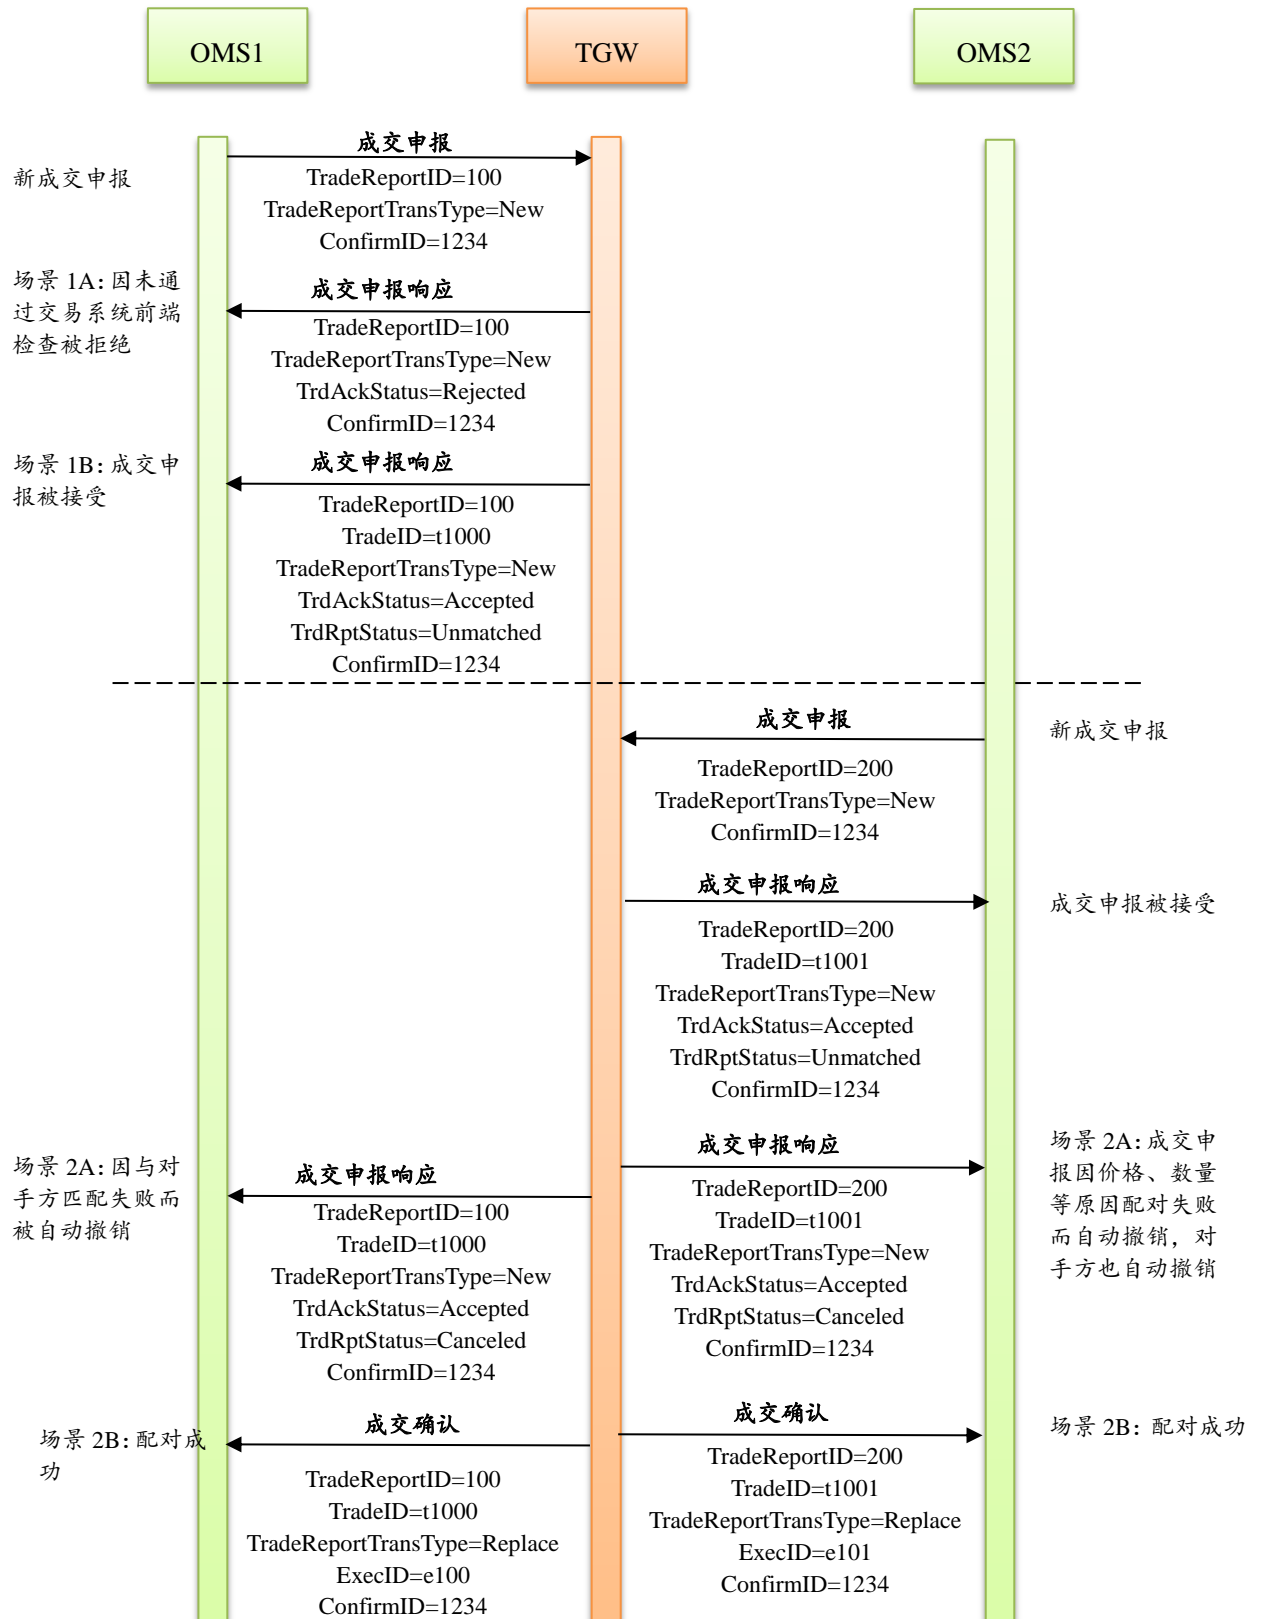 OMS1
TGW
OMS2
成交申报
新成交申报
TradeReportID=100
TradeReportTransType=New
ConfirmID=1234
场景 1A：因未通
过交易系统前端
检查被拒绝
成交申报响应
TradeReportID=100
TradeReportTransType=New
TrdAckStatus=Rejected
ConfirmID=1234
场景 1B：成交申
报被接受
成交申报响应
TradeReportID=100
TradeID=t1000
TradeReportTransType=New
TrdAckStatus=Accepted
TrdRptStatus=Unmatched
ConfirmID=1234
成交申报
新成交申报
TradeReportID=200
TradeReportTransType=New
ConfirmID=1234
成交申报响应
成交申报被接受
TradeReportID=200
TradeID=t1001
TradeReportTransType=New
TrdAckStatus=Accepted
TrdRptStatus=Unmatched
ConfirmID=1234
场景 2A：因与对
手方匹配失败而
被自动撤销
成交申报响应
TradeReportID=100
TradeID=t1000
TradeReportTransType=New
TrdAckStatus=Accepted
TrdRptStatus=Canceled
ConfirmID=1234
成交申报响应
TradeReportID=200
TradeID=t1001
TradeReportTransType=New
TrdAckStatus=Accepted
TrdRptStatus=Canceled
ConfirmID=1234
场景 2A：成交申
报因价格、数量
等原因配对失败
而自动撤销，对
手方也自动撤销
场景 2B：配对成
功
成交确认
TradeReportID=100
TradeID=t1000
TradeReportTransType=Replace
ExecID=e100
ConfirmID=1234
成交确认
TradeReportID=200
TradeID=t1001
TradeReportTransType=Replace
ExecID=e101
ConfirmID=1234
场景 2B：配对成功